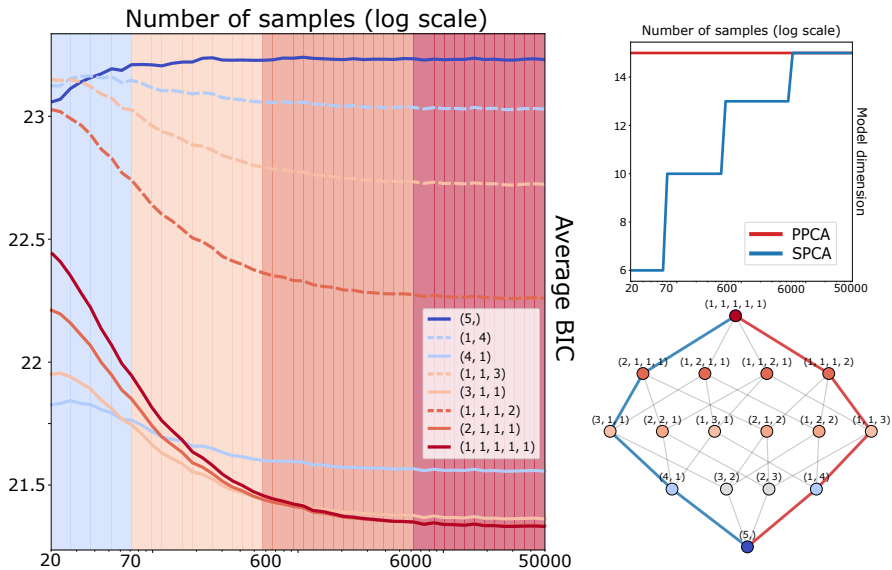 Number of samples (log scale)
23
22.5
22
21.5
20
70
600
6000
50000
Average BIC
(5,)
(1, 4)
(4, 1)
(1, 1, 3)
(3, 1, 1)
(1, 1, 1, 2)
(2, 1, 1, 1)
(1, 1, 1, 1, 1)
Number of samples (log scale)
14
12
10
8
6
20
70
600
6000
50000
Model dimension
PPCA
SPCA
(1, 1, 1, 1, 1)
(2, 1, 1, 1)
(1, 2, 1, 1)
(1, 1, 2, 1)
(1, 1, 1, 2)
(3, 1, 1)
(2, 2, 1)
(1, 3, 1)
(2, 1, 2)
(1, 2, 2)
(1, 1, 3)
(4, 1)
(3, 2)
(2, 3)
(1, 4)
(5,)